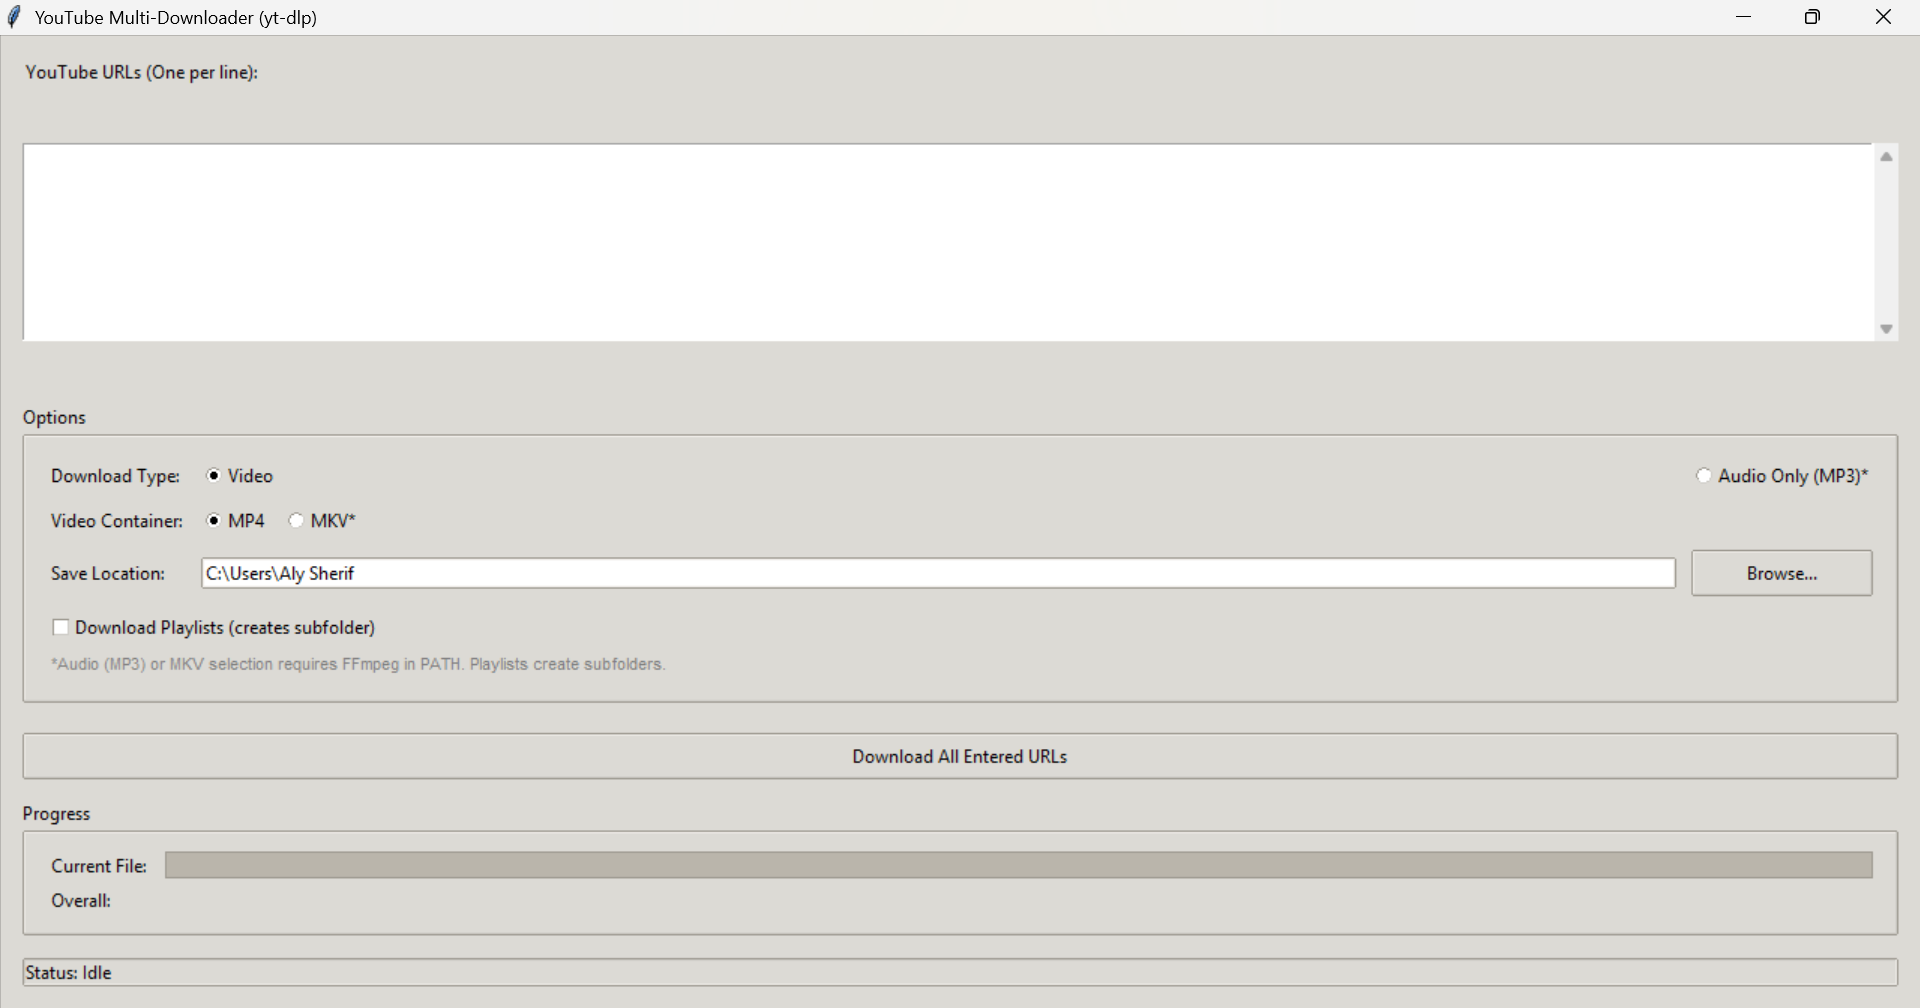 YouTube Multi-Downloader (yt-dlp)
YouTube URLs (One per line):
Options
Download Type: Video Audio Only (MP3)*
Video Container: MP4 MKV*
Save Location: C:\Users\Aly Sherif Browse...
Download Playlists (creates subfolder)
*Audio (MP3) or MKV selection requires FFmpeg in PATH. Playlists create subfolders.
Download All Entered URLs
Progress
Current File:
Overall:
Status: Idle